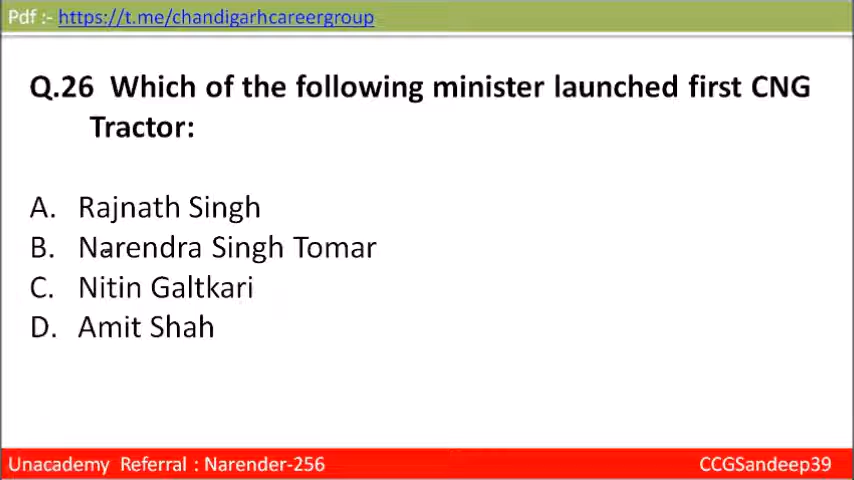 Pdf :- https://t.me/chandigarhcareergroup
Q.26 Which of the following minister launched first CNG
Tractor:
A. Rajnath Singh
B. Narendra Singh Tomar
C. Nitin Galtkari
D. Amit Shah
Unacademy Referral : Narender-256
CCGSandeep39